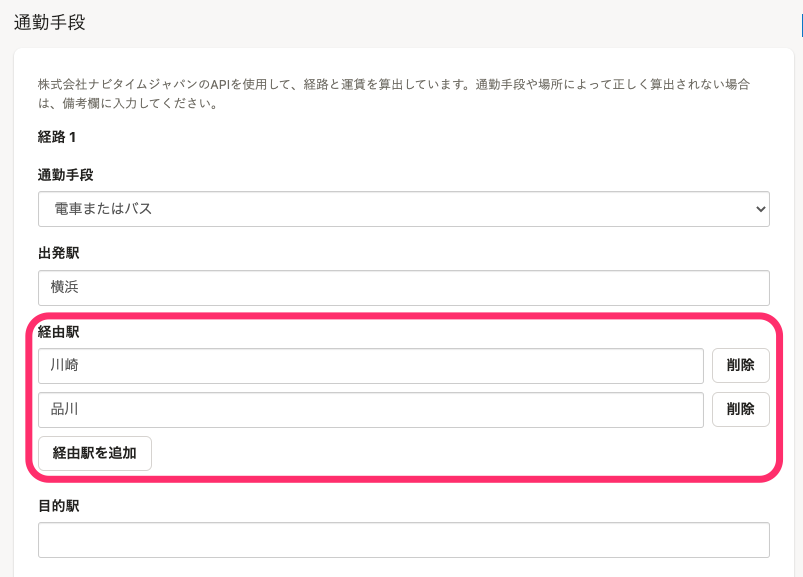 通勤手段
株式会社ナビタイムジャパンのAPIを使用して、経路と運賃を算出しています。通勤手段や場所によって正しく算出されない場合
は、備考欄に入力してください。
経路 1
通勤手段
電車またはバス
出発駅
横浜
経由駅
川崎
削除
品川
削除
経由駅を追加
目的駅